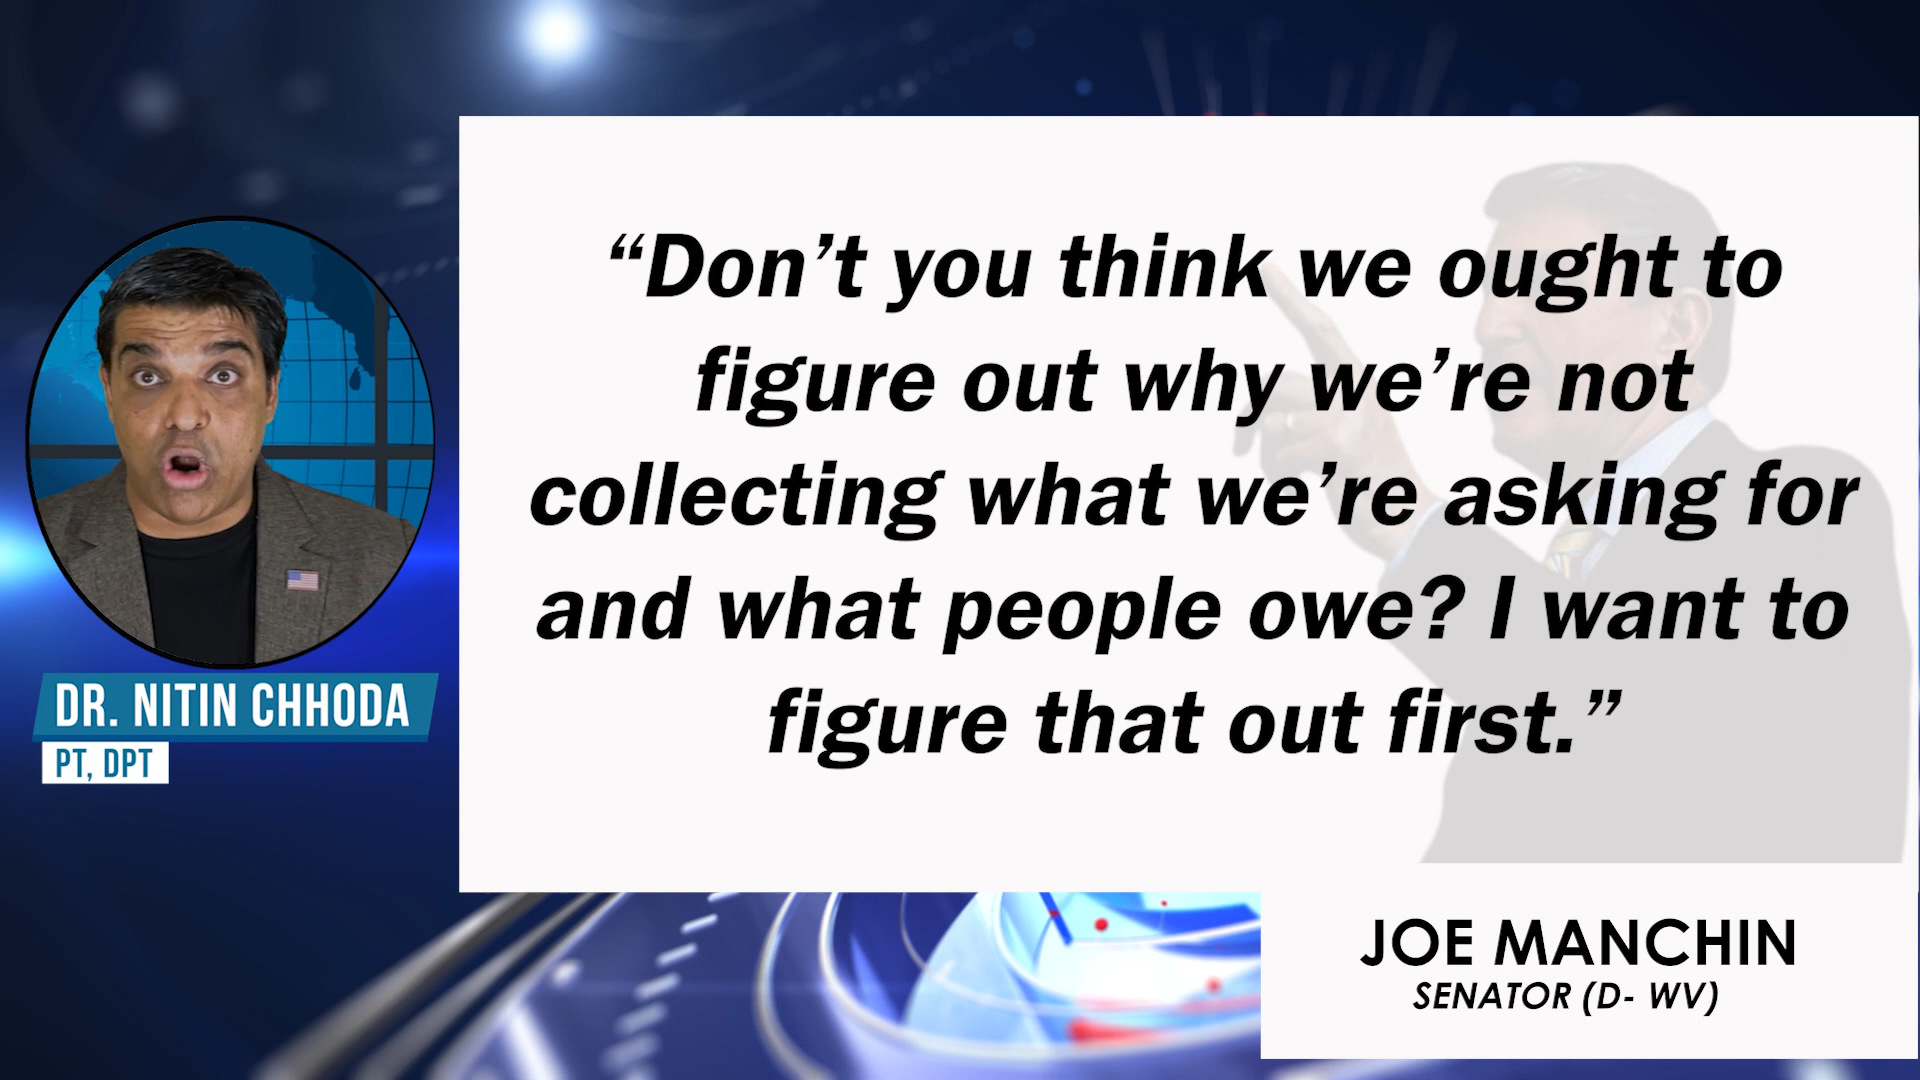 “Don’t you think we ought to
figure out why we’re not
collecting what we’re asking for
and what people owe? I want to
figure that out first.”
DR. NITIN CHHODA
PT, DPT
JOE MANCHIN
SENATOR (D- WV)